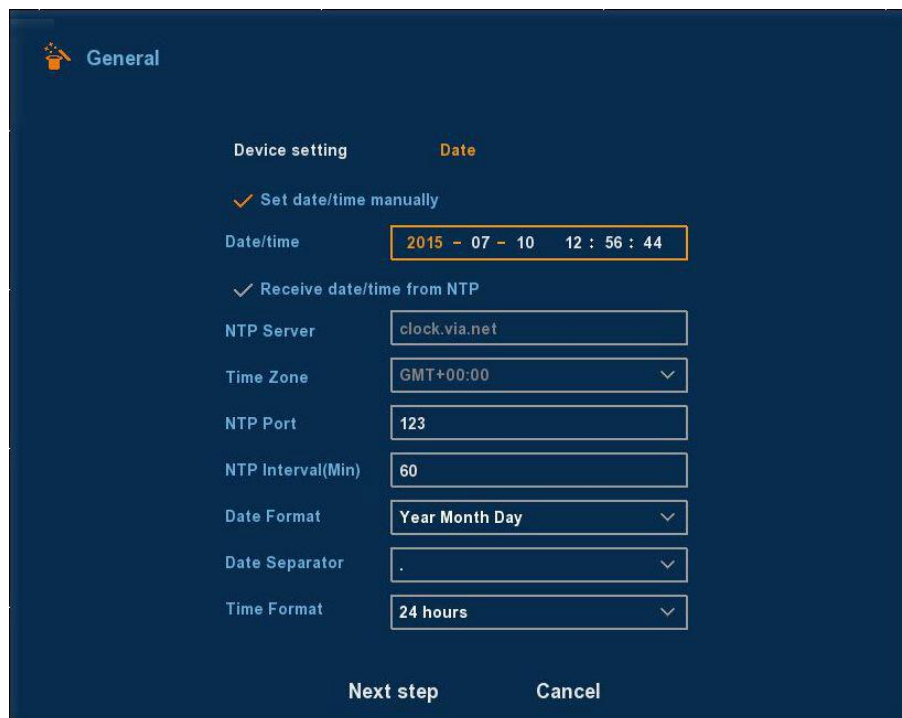 General
Device setting Date
Set date/time manually
Date/time 2015 - 07 - 10 12 : 56 : 44
Receive date/time from NTP
NTP Server clock.via.net
Time Zone GMT+00:00
NTP Port 123
NTP Interval(Min) 60
Date Format Year Month Day
Date Separator .
Time Format 24 hours
Next step Cancel